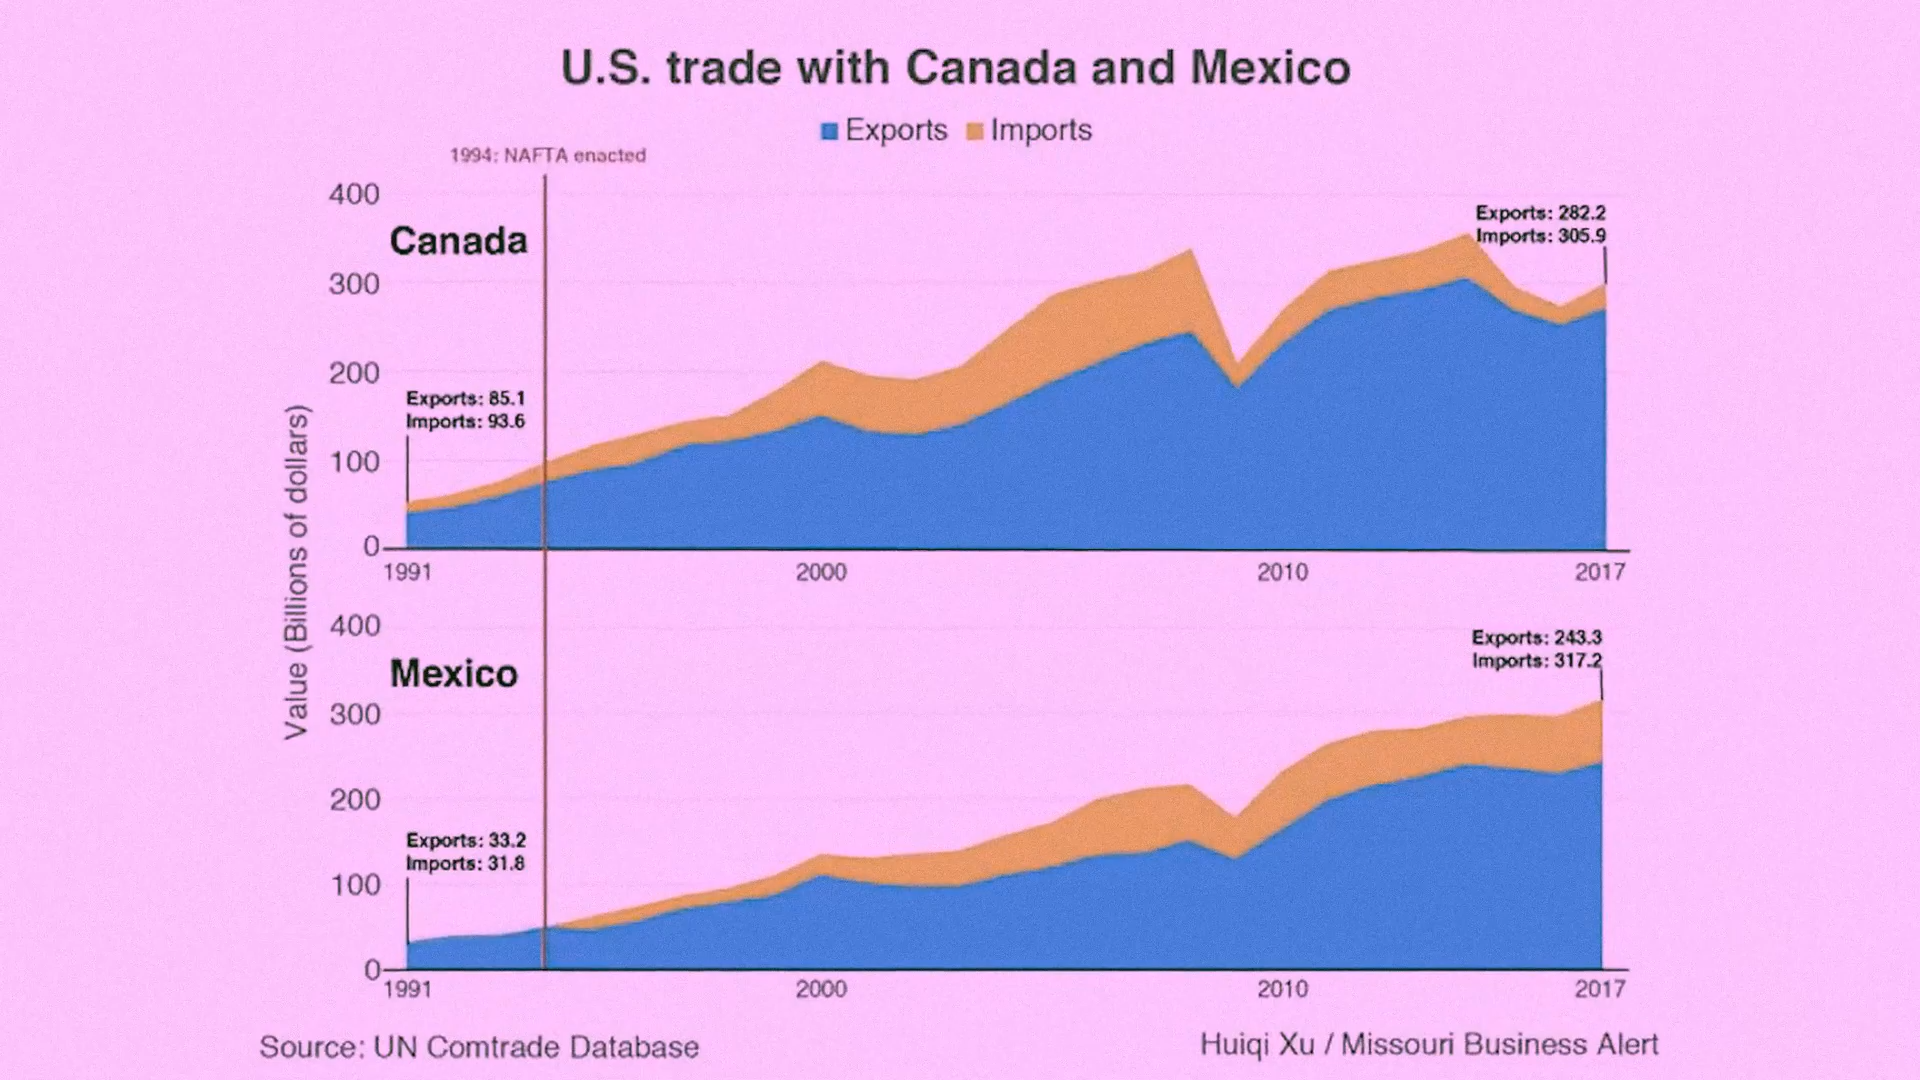 U.S. trade with Canada and Mexico
Exports Imports
1994: NAFTA enacted
400
Canada
Exports: 282.2
Imports: 305.9
300
200
Exports: 85.1
Imports: 93.6
100
0
1991 2000 2010 2017
Value (Billions of dollars)
400
Mexico
Exports: 243.3
Imports: 317.2
300
200
Exports: 33.2
Imports: 31.8
100
0
1991 2000 2010 2017
Source: UN Comtrade Database
Huiqi Xu / Missouri Business Alert